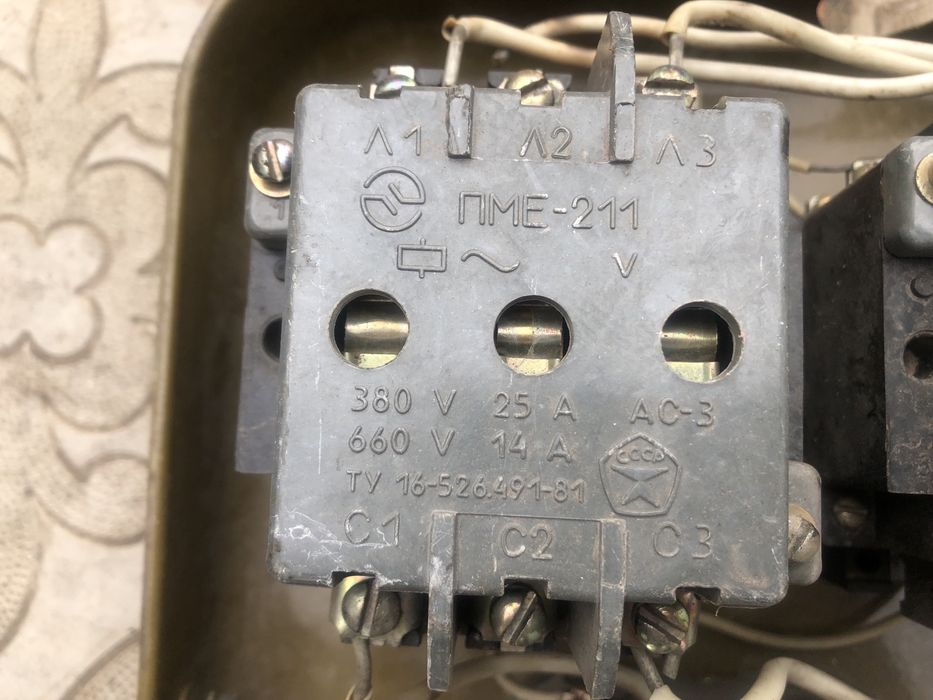 Л1 Л2 Л3
ПМЕ-211
V
380 V 25 A АС-3
660 V 14 A
СССР
ТУ 16-526.491-81
С1 С2 С3